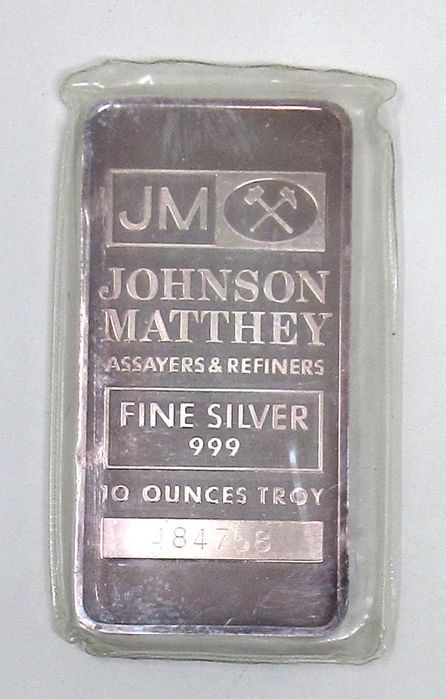 JM
JOHNSON
MATTHEY
ASSAYERS & REFINERS
FINE SILVER
999
10 OUNCES TROY
484758